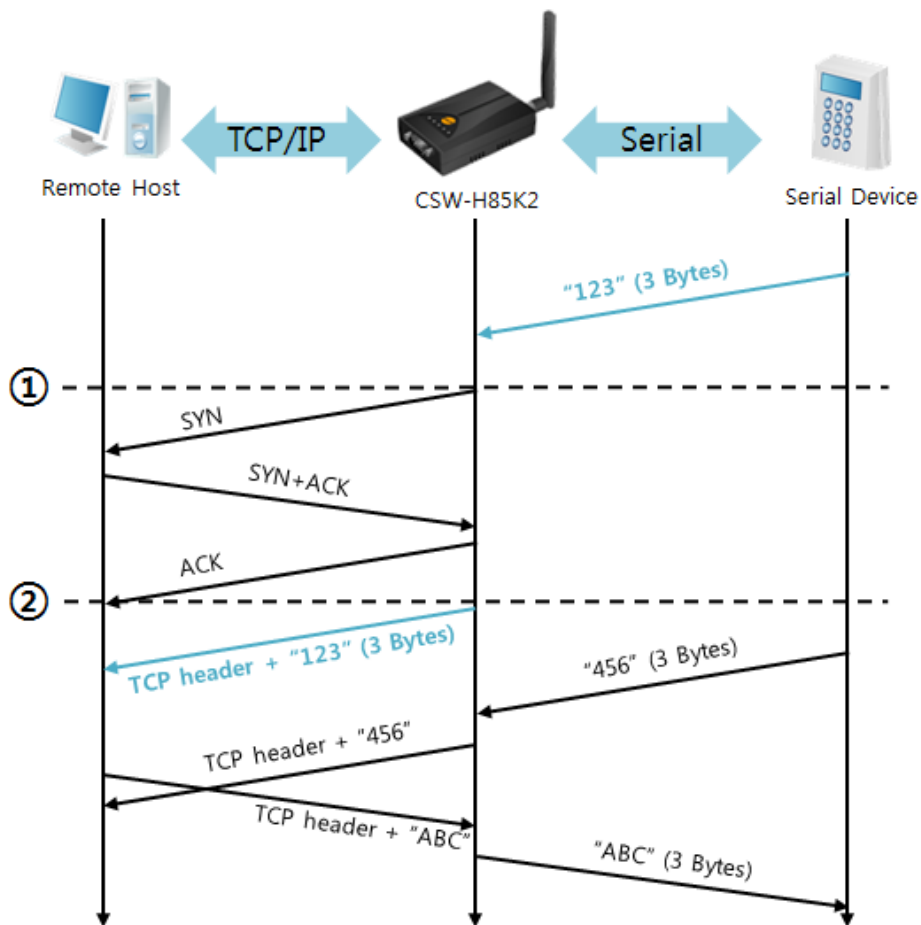 TCP/IP
Serial
Remote Host
CSW-H85K2
Serial Device
“123” (3 Bytes)
①
SYN
SYN+ACK
ACK
②
TCP header + “123” (3 Bytes)
“456” (3 Bytes)
TCP header + “456”
TCP header + “ABC”
“ABC” (3 Bytes)